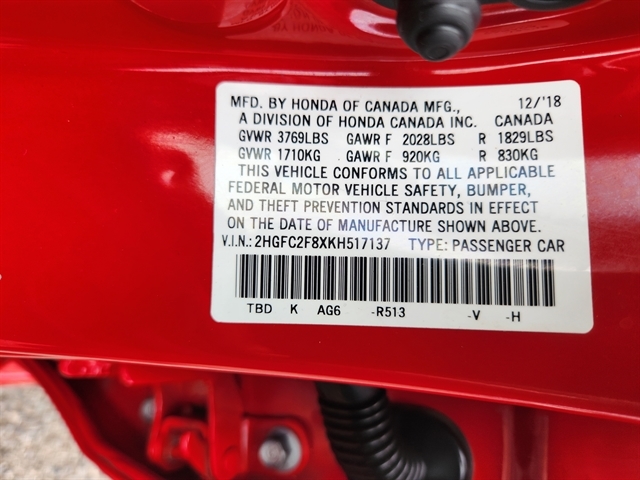 MFD. BY HONDA OF CANADA MFG., 12/'18
A DIVISION OF HONDA CANADA INC. CANADA
GVWR 3769LBS GAWR F 2028LBS R 1829LBS
GVWR 1710KG GAWR F 920KG R 830KG
THIS VEHICLE CONFORMS TO ALL APPLICABLE
FEDERAL MOTOR VEHICLE SAFETY, BUMPER,
AND THEFT PREVENTION STANDARDS IN EFFECT
ON THE DATE OF MANUFACTURE SHOWN ABOVE.
V.I.N.: 2HGFC2F8XKH517137 TYPE: PASSENGER CAR
TBD K AG6 -R513 -V -H